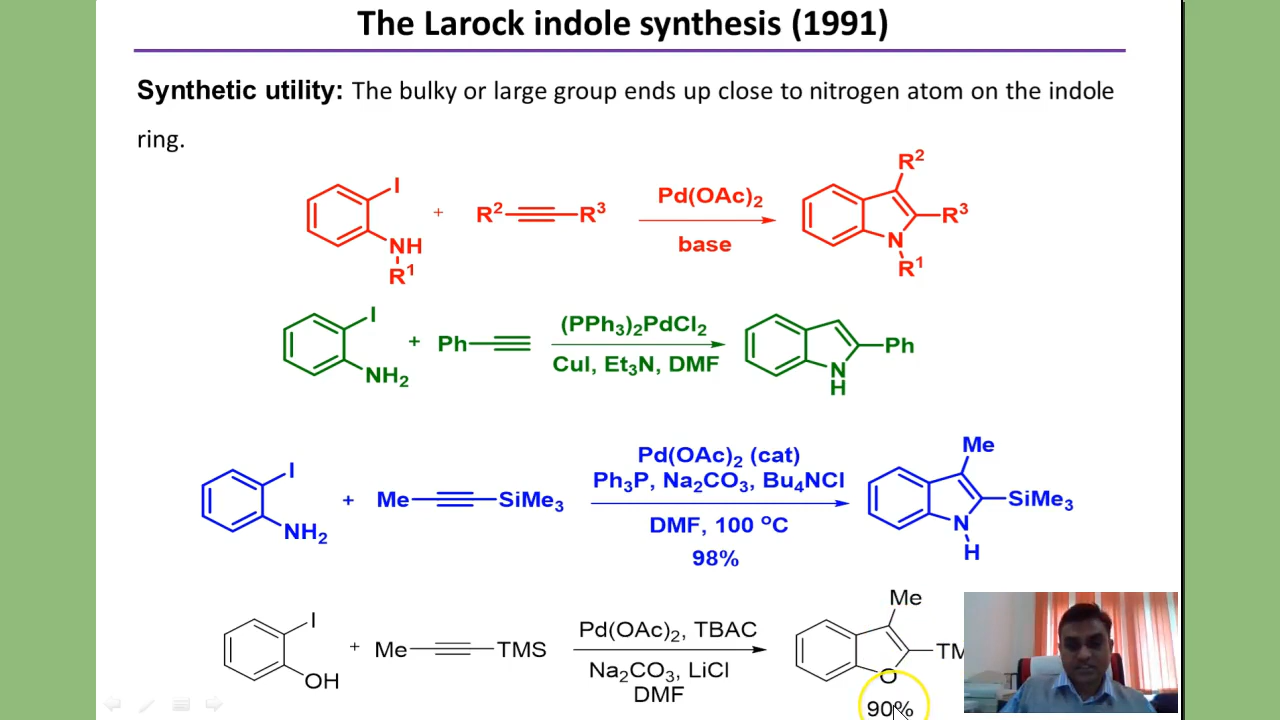 The Larock indole synthesis (1991)
Synthetic utility: The bulky or large group ends up close to nitrogen atom on the indole
ring.
I
NH
R¹
+
R²
R³
Pd(OAc)₂
base
R²
R³
N
R¹
I
NH₂
+
Ph
(PPh₃)₂PdCl₂
CuI, Et₃N, DMF
Ph
N
H
I
NH₂
+
Me
SiMe₃
Pd(OAc)₂ (cat)
Ph₃P, Na₂CO₃, Bu₄NCl
DMF, 100 ºC
98%
Me
SiMe₃
N
H
I
OH
+
Me
TMS
Pd(OAc)₂, TBAC
Na₂CO₃, LiCl
DMF
Me
O
90%